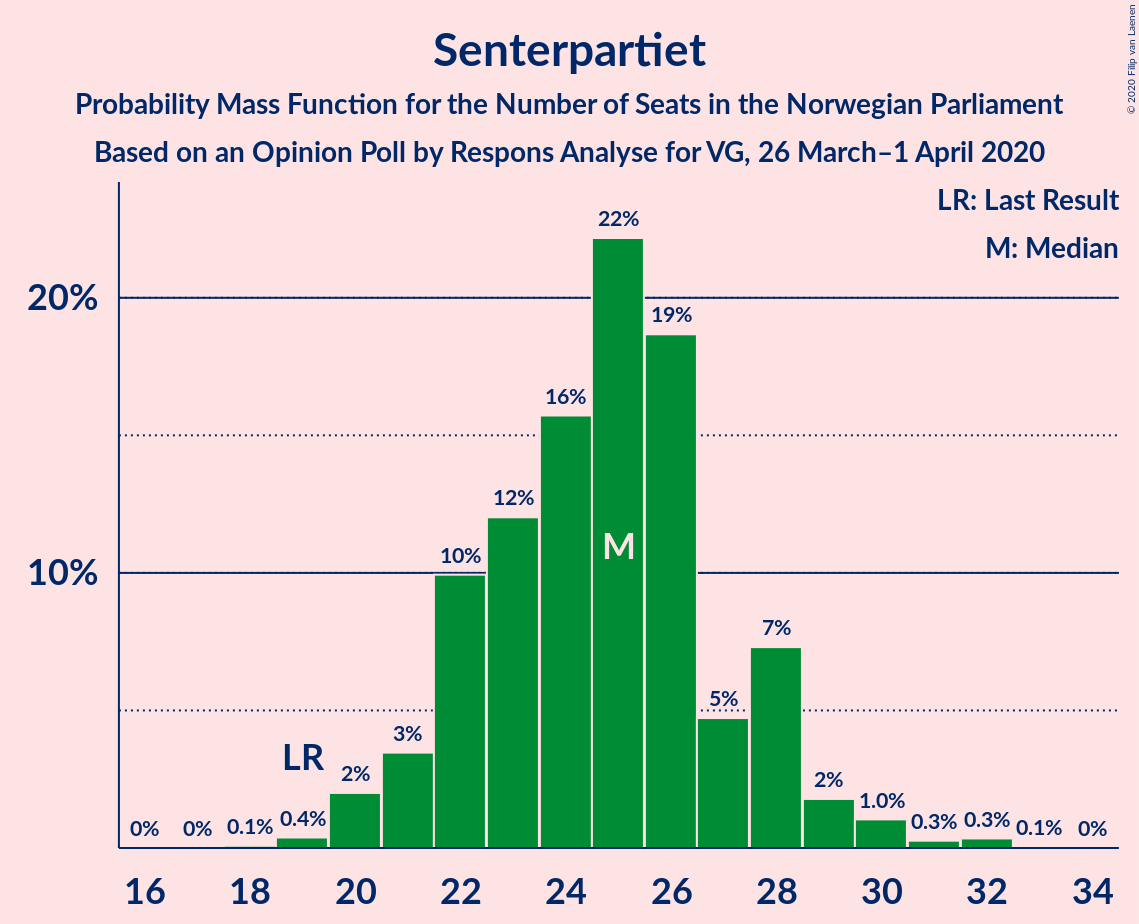 Senterpartiet
Probability Mass Function for the Number of Seats in the Norwegian Parliament
Based on an Opinion Poll by Respons Analyse for VG, 26 March–1 April 2020
© 2020 Filip van Laenen
LR: Last Result
M: Median
20%
10%
0% 0% 0.1% 0.4% 2% 3% 10% 12% 16% 22% 19% 5% 7% 2% 1.0% 0.3% 0.3% 0.1% 0%
LR
M
16 18 20 22 24 26 28 30 32 34